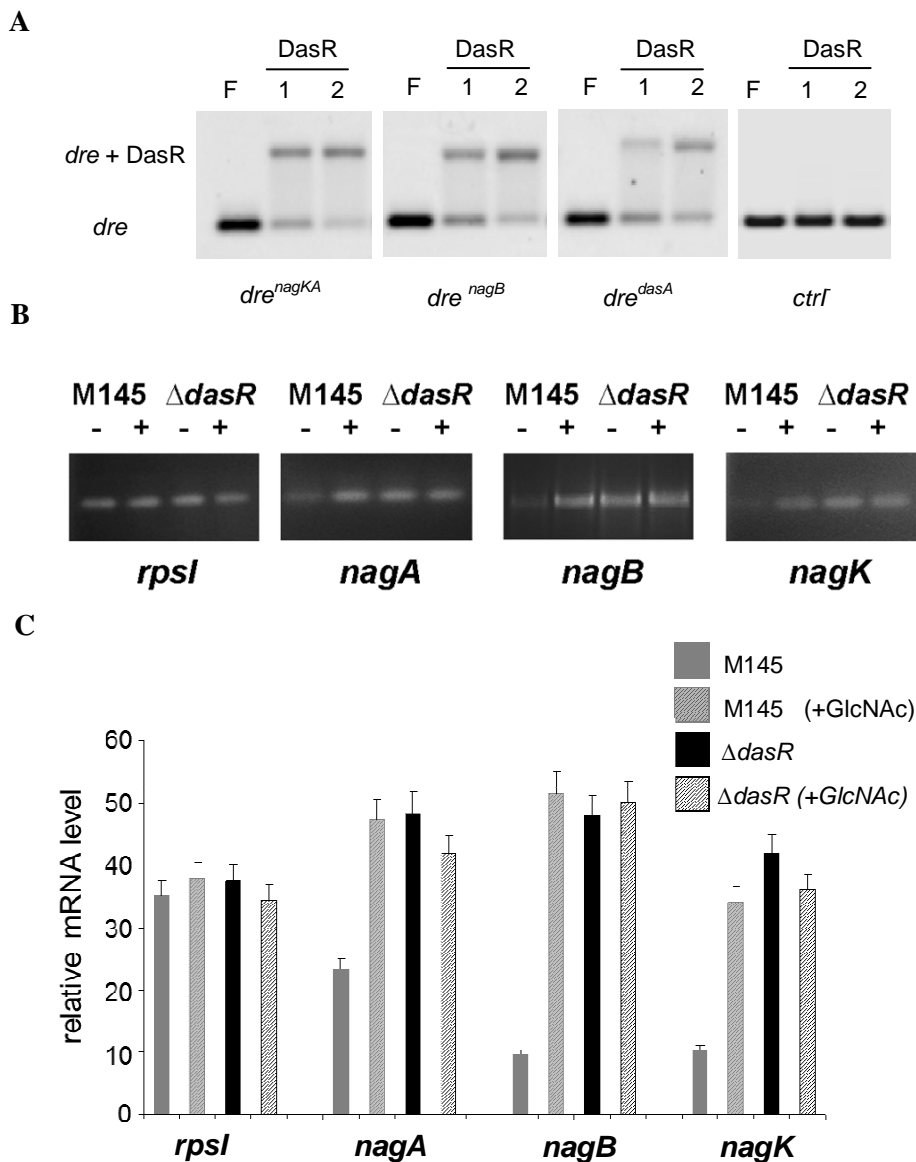 A
DasR DasR DasR DasR
F 1 2 F 1 2 F 1 2 F 1 2
dre + DasR
dre
dre nagKA dre nagB dre dasA ctrl-
B
M145 ΔdasR M145 ΔdasR M145 ΔdasR M145 ΔdasR
- + - + - + - + - + - + - + - +
rpsI nagA nagB nagK
C
M145
M145 (+GlcNAc)
ΔdasR
ΔdasR (+GlcNAc)
relative mRNA level
60
50
40
30
20
10
0
rpsI nagA nagB nagK